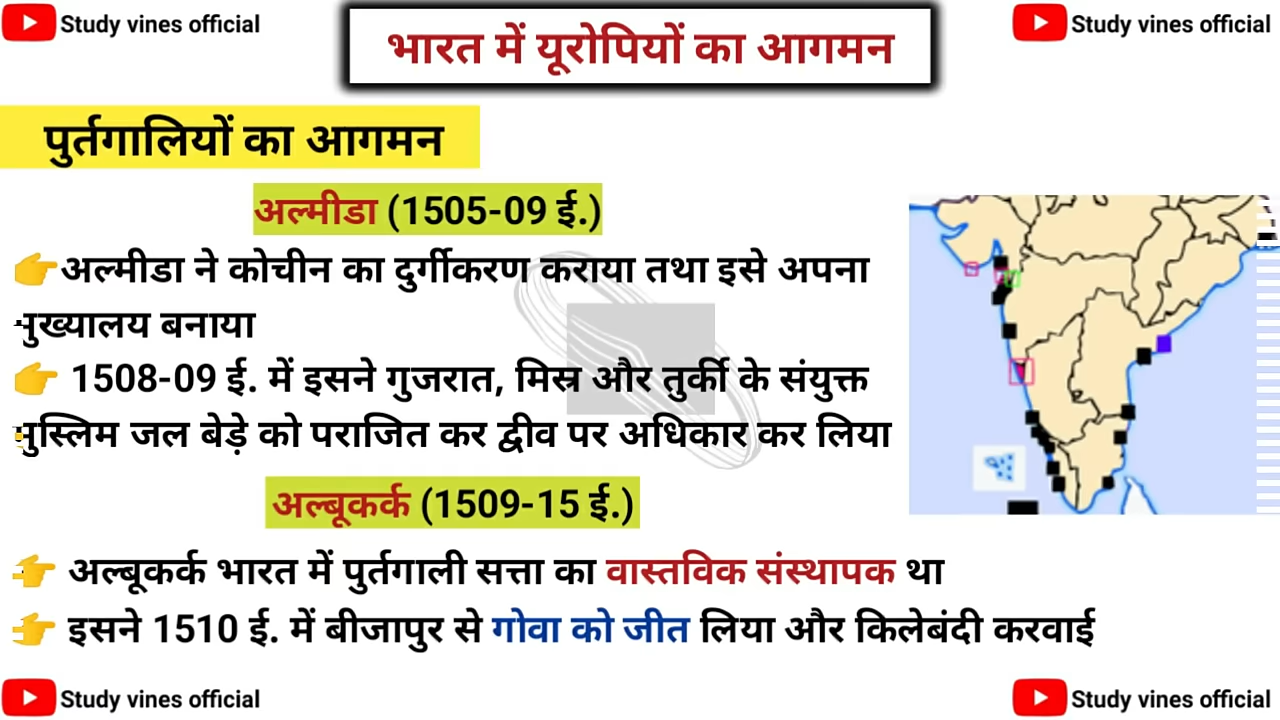 Study vines official
Study vines official
भारत में यूरोपियों का आगमन
पुर्तगालियों का आगमन
अल्मीडा (1505-09 ई.)
👉अल्मीडा ने कोचीन का दुर्गीकरण कराया तथा इसे अपना
मुख्यालय बनाया
👉 1508-09 ई. में इसने गुजरात, मिस्र और तुर्की के संयुक्त
मुस्लिम जल बेड़े को पराजित कर द्वीव पर अधिकार कर लिया
अल्बूकर्क (1509-15 ई.)
👉 अल्बूकर्क भारत में पुर्तगाली सत्ता का वास्तविक संस्थापक था
👉 इसने 1510 ई. में बीजापुर से गोवा को जीत लिया और किलेबंदी करवाई
Study vines official
Study vines official